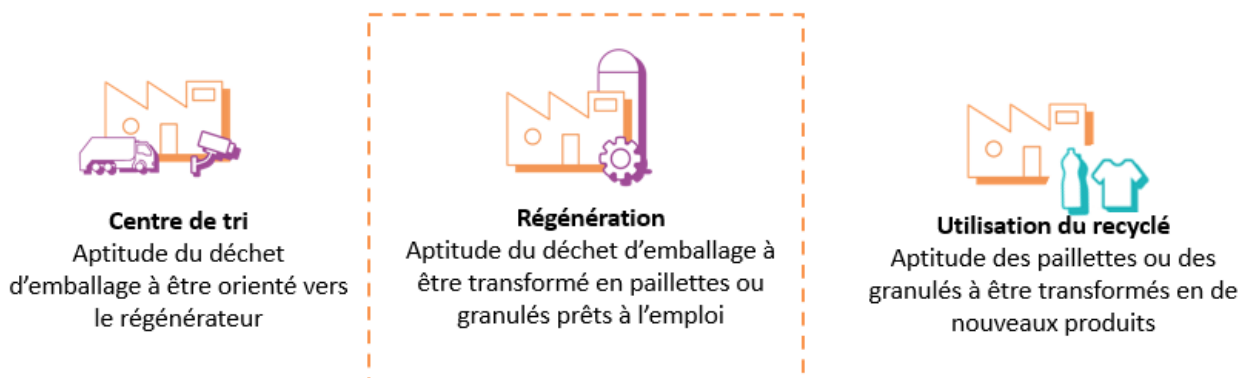 Centre de tri
Aptitude du déchet
d'emballage à être orienté vers
le régénérateur
Régénération
Aptitude du déchet d'emballage à
être transformé en paillettes ou
granulés prêts à l'emploi
Utilisation du recyclé
Aptitude des paillettes ou des
granulés à être transformés en de
nouveaux produits